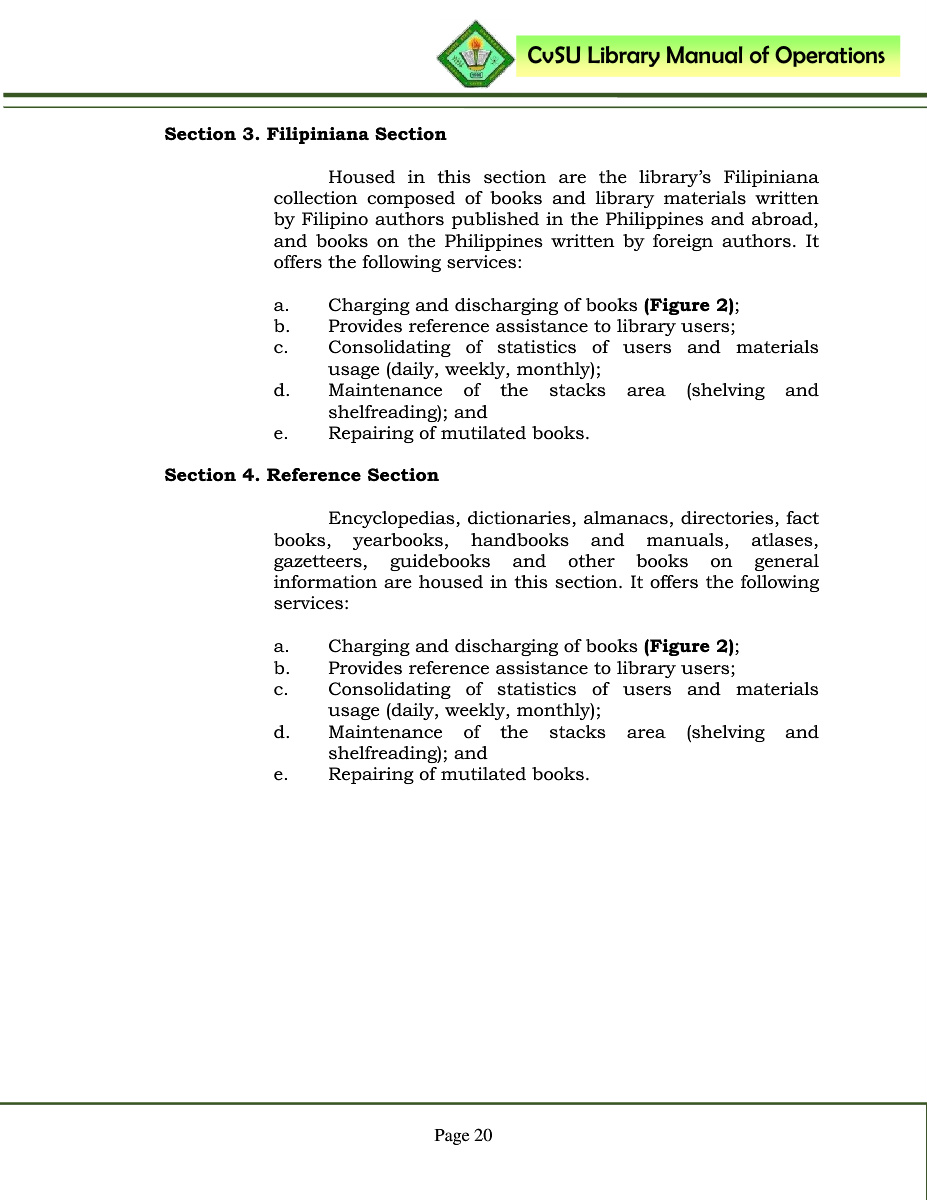 CvSU Library Manual of Operations
Section 3. Filipiniana Section
Housed in this section are the library’s Filipiniana
collection composed of books and library materials written
by Filipino authors published in the Philippines and abroad,
and books on the Philippines written by foreign authors. It
offers the following services:
a. Charging and discharging of books (Figure 2);
b. Provides reference assistance to library users;
c. Consolidating of statistics of users and materials
usage (daily, weekly, monthly);
d. Maintenance of the stacks area (shelving and
shelfreading); and
e. Repairing of mutilated books.
Section 4. Reference Section
Encyclopedias, dictionaries, almanacs, directories, fact
books, yearbooks, handbooks and manuals, atlases,
gazetteers, guidebooks and other books on general
information are housed in this section. It offers the following
services:
a. Charging and discharging of books (Figure 2);
b. Provides reference assistance to library users;
c. Consolidating of statistics of users and materials
usage (daily, weekly, monthly);
d. Maintenance of the stacks area (shelving and
shelfreading); and
e. Repairing of mutilated books.
Page 20